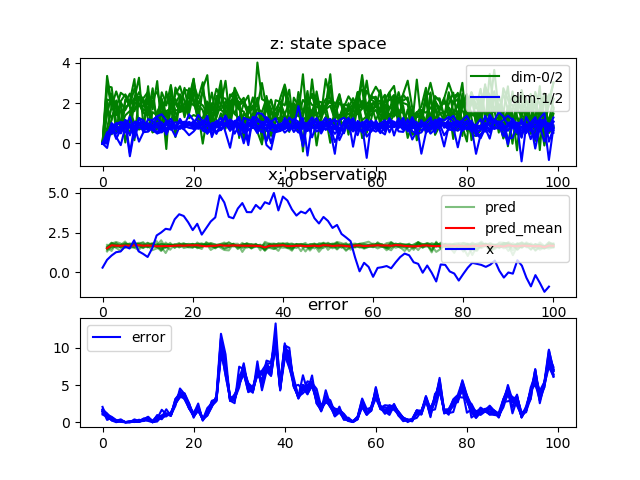 z: state space
4
2
0
dim-0/2
dim-1/2
0 20 40 60 80 100
x: observation
5.0
2.5
0.0
pred
pred_mean
x
0 20 40 60 80 100
error
10
5
0
error
0 20 40 60 80 100